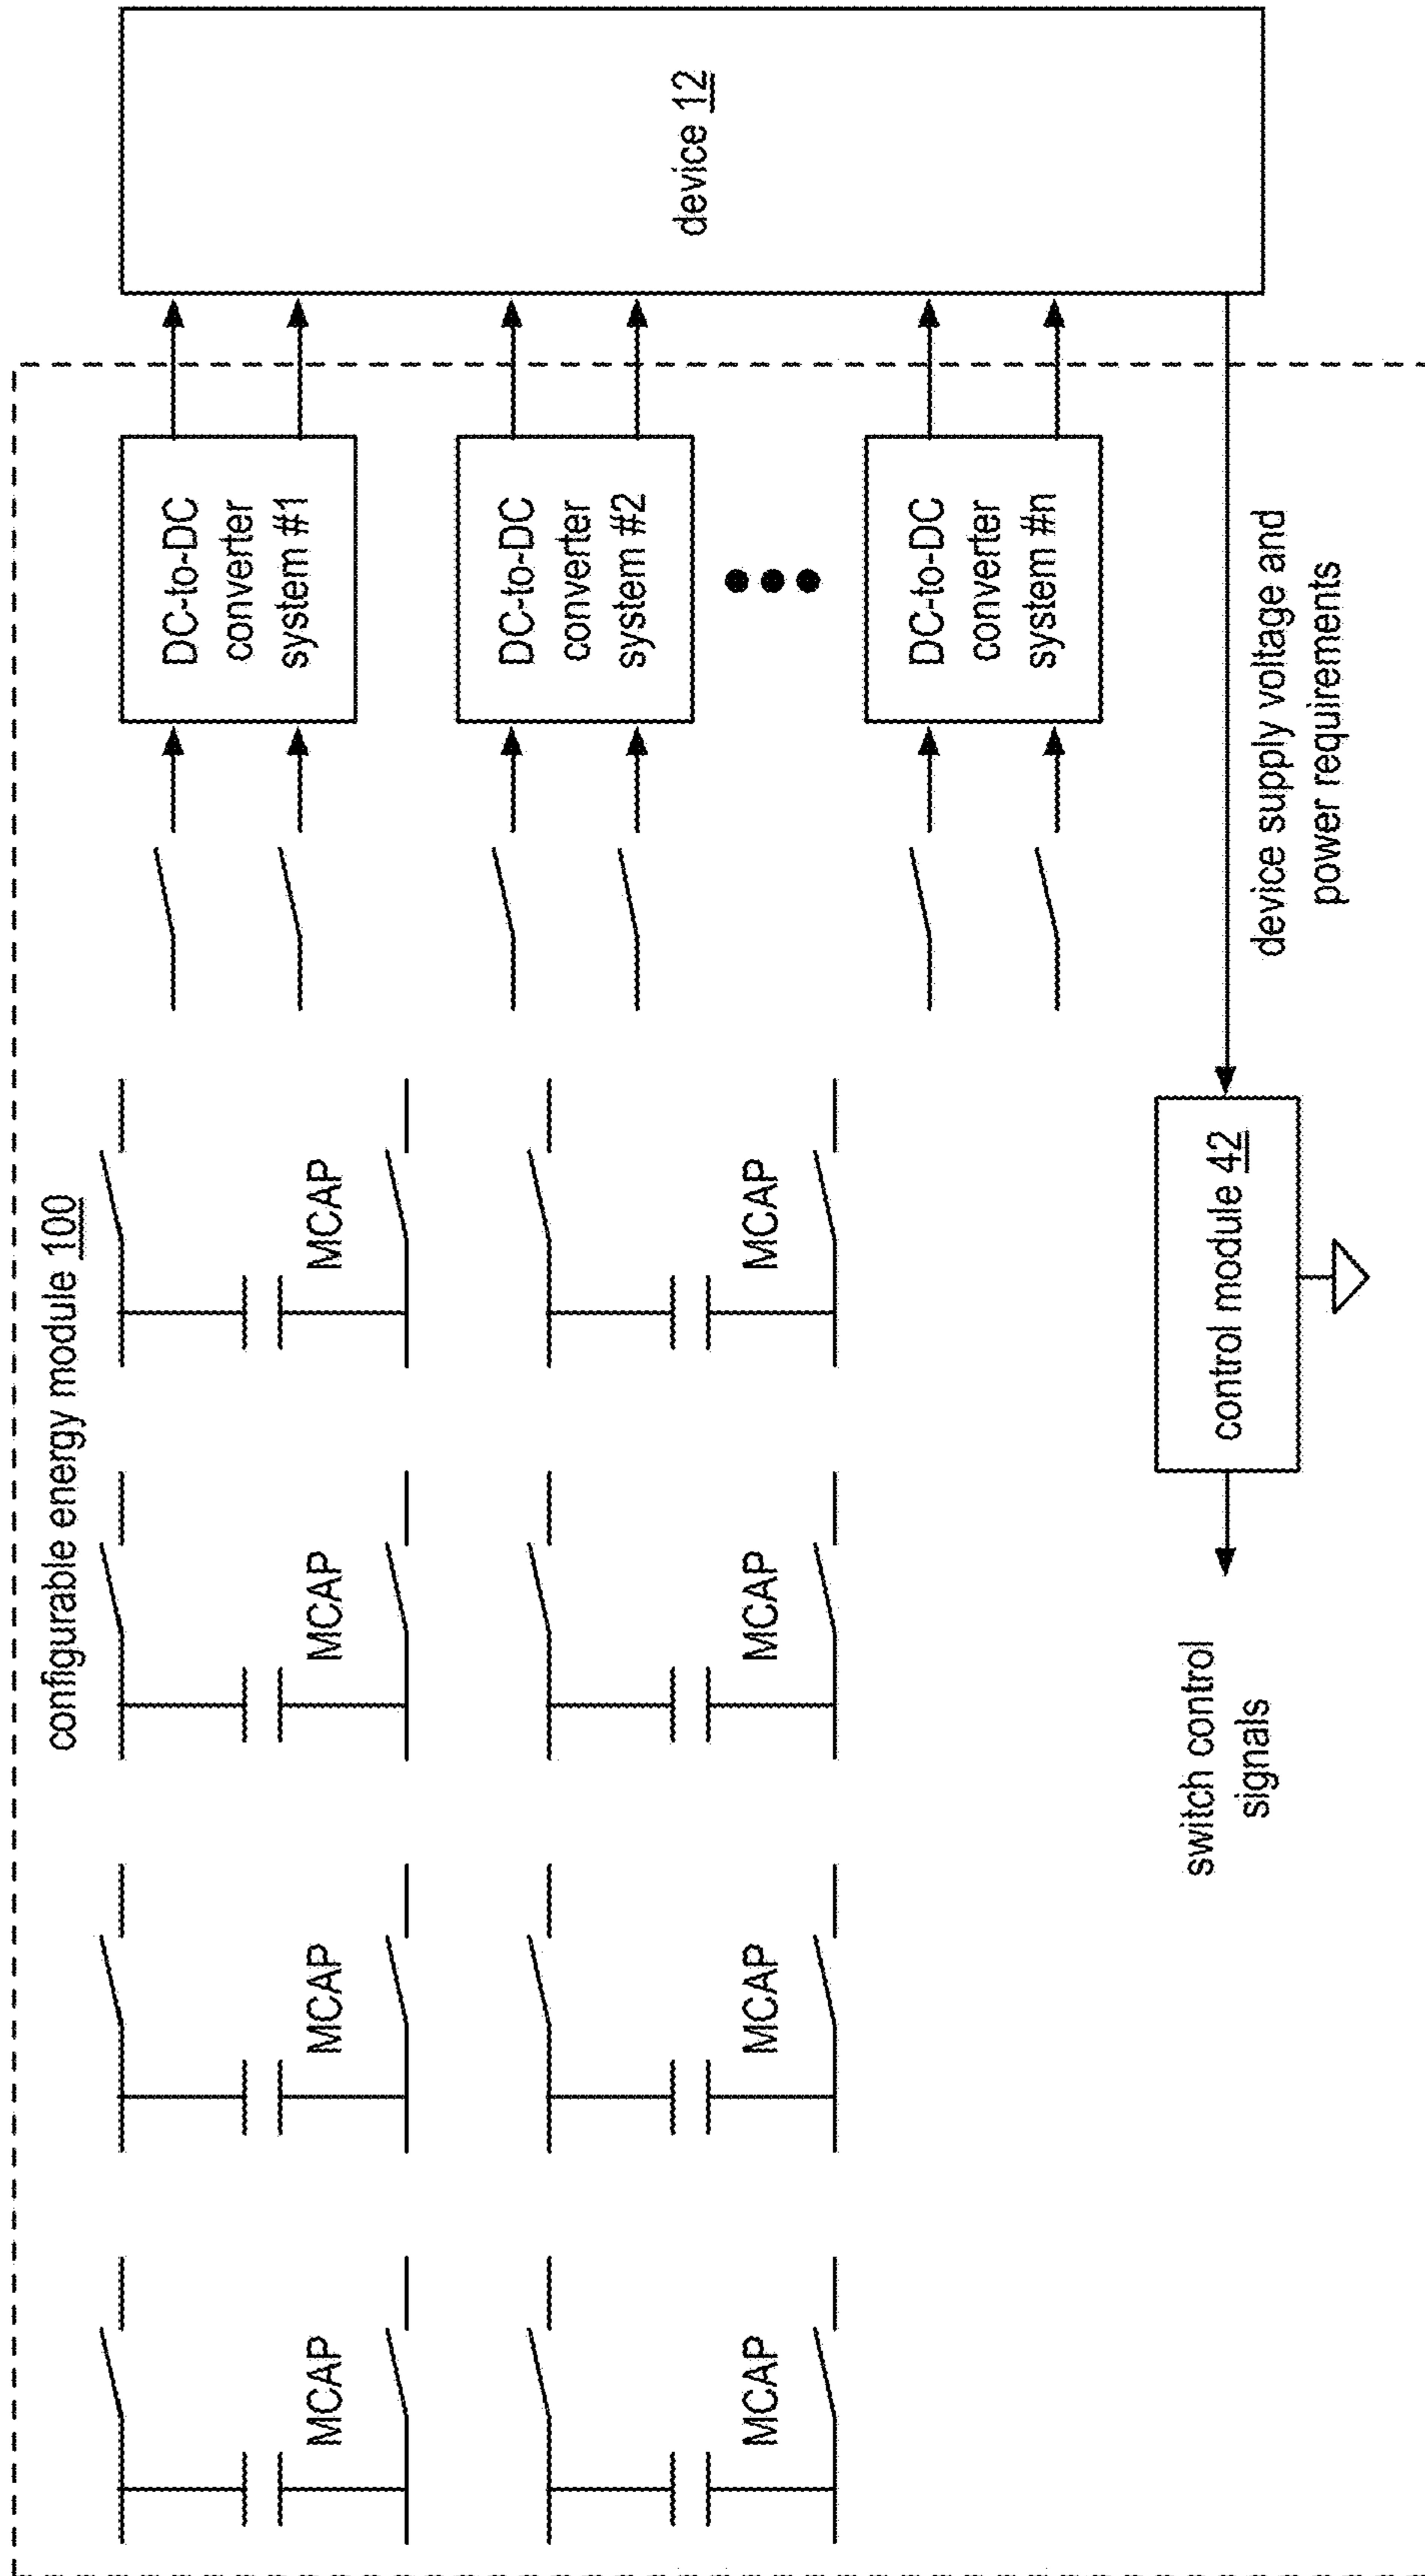 configurable energy module 100
MCAP
MCAP
MCAP
MCAP
MCAP
MCAP
MCAP
MCAP
DC-to-DC
converter
system #1
DC-to-DC
converter
system #2
DC-to-DC
converter
system #n
device 12
control module 42
switch control
signals
device supply voltage and
power requirements